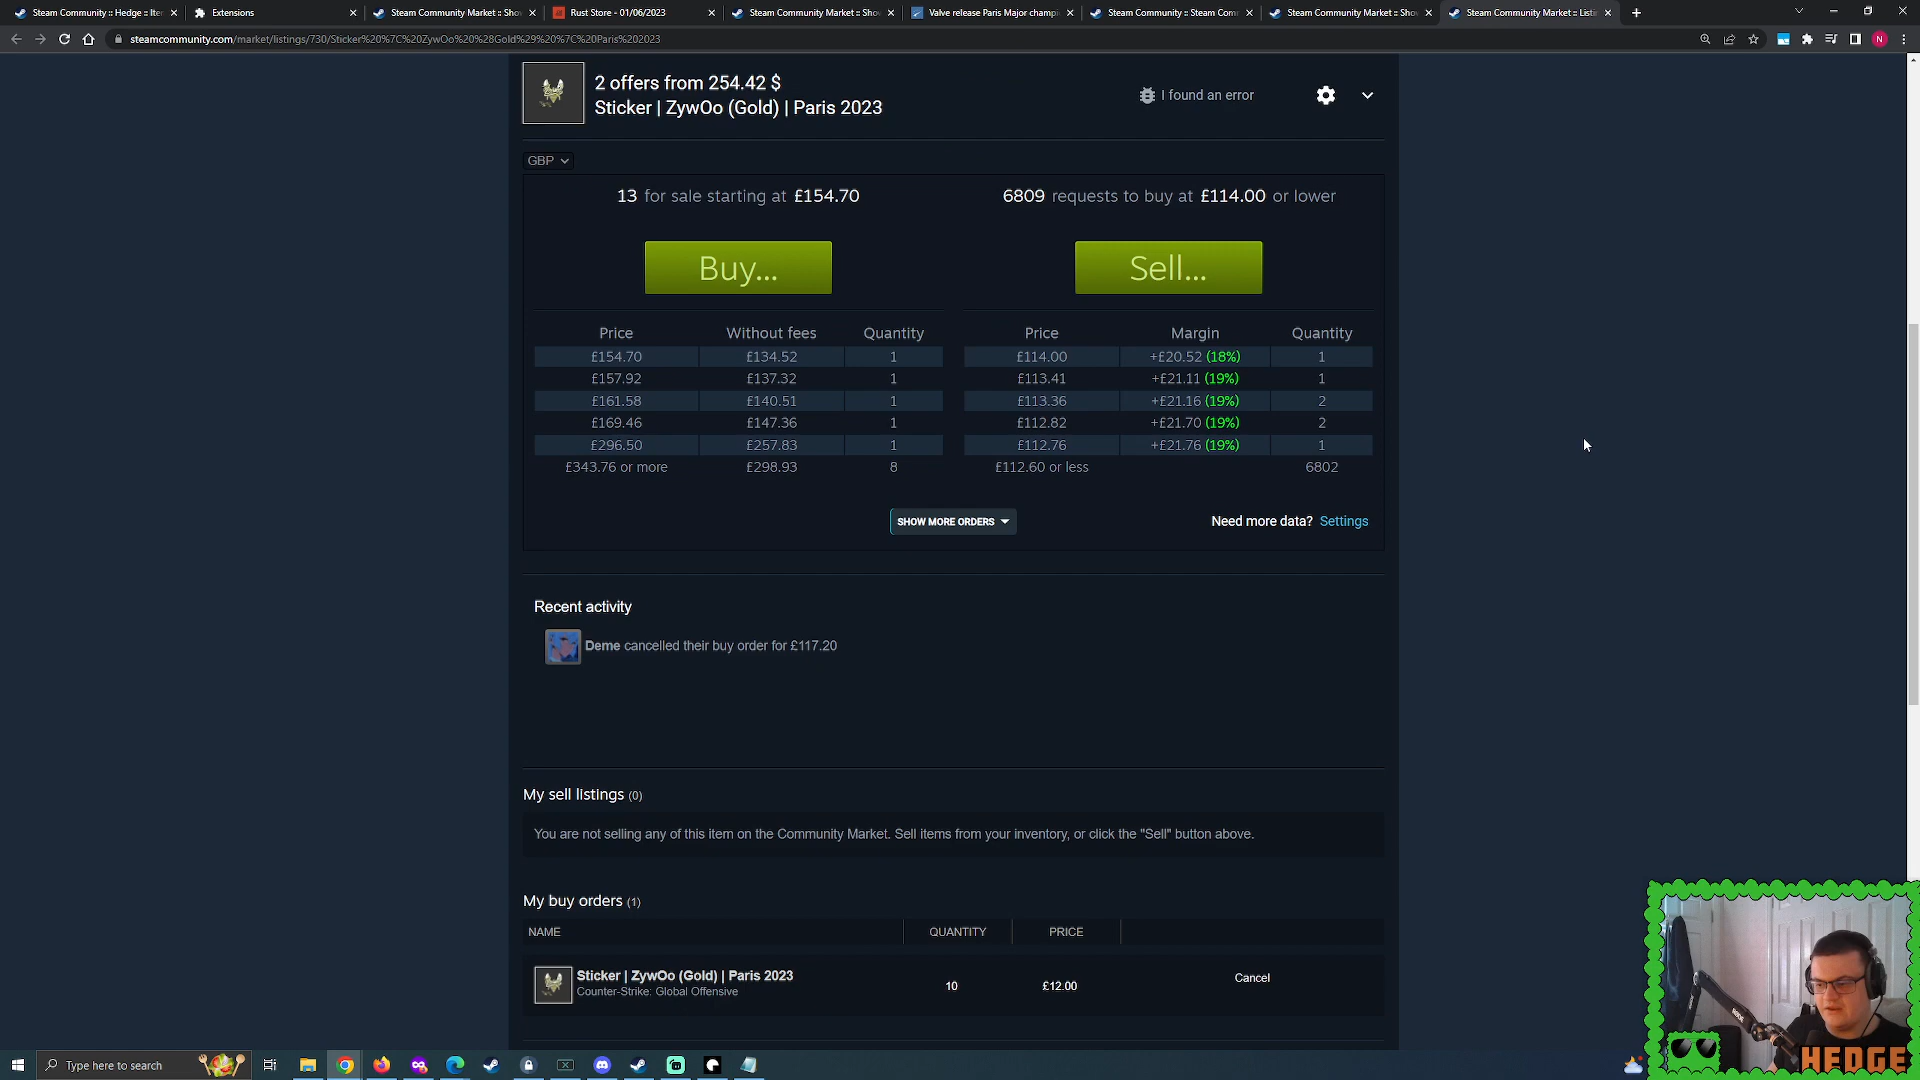 Steam Community :: Hedge :: Iter
Extensions
Steam Community Market :: Sho
Rust Store - 01/06/2023
Steam Community Market :: Sho
Valve release Paris Major champi
Steam Community :: Steam Com
Steam Community Market :: Sho
Steam Community Market :: Listi
steamcommunity.com/market/listings/730/Sticker%20%7C%20ZywOo%20%28Gold%29%20%7C%20Paris%202023
N
2 offers from 254.42 $
Sticker | ZywOo (Gold) | Paris 2023
I found an error
GBP
13 for sale starting at £154.70
6809 requests to buy at £114.00 or lower
Buy...
Sell...
Price Without fees Quantity
£154.70 £134.52 1
£157.92 £137.32 1
£161.58 £140.51 1
£169.46 £147.36 1
£296.50 £257.83 1
£343.76 or more £298.93 8
Price Margin Quantity
£114.00 +£20.52 (18%) 1
£113.41 +£21.11 (19%) 1
£113.36 +£21.16 (19%) 2
£112.82 +£21.70 (19%) 2
£112.76 +£21.76 (19%) 1
£112.60 or less 6802
SHOW MORE ORDERS
Need more data? Settings
Recent activity
Deme cancelled their buy order for £117.20
My sell listings (0)
You are not selling any of this item on the Community Market. Sell items from your inventory, or click the "Sell" button above.
My buy orders (1)
NAME QUANTITY PRICE
Sticker | ZywOo (Gold) | Paris 2023
Counter-Strike: Global Offensive
10 £12.00 Cancel
Type here to search
HEDGE